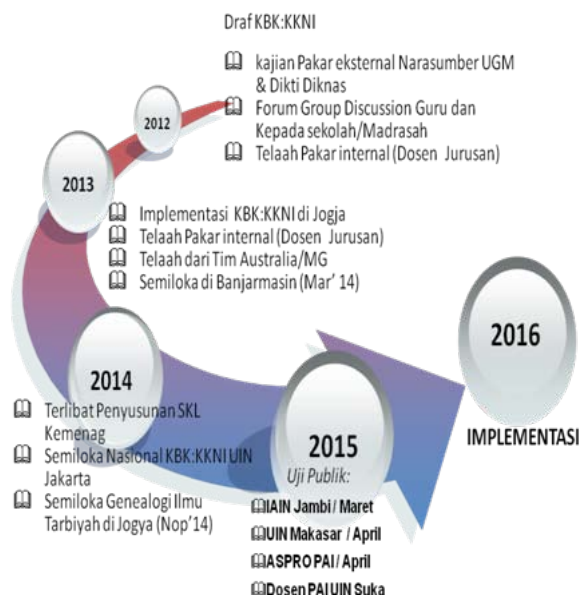 Draf KBK:KKNI
kajian Pakar eksternal Narasumber UGM
& Dikti Diknas
Forum Group Discussion Guru dan
Kepada sekolah/Madrasah
Telaah Pakar internal (Dosen Jurusan)
2012
2013
Implementasi KBK:KKNI di Jogja
Telaah Pakar internal (Dosen Jurusan)
Telaah dari Tim Australia/MG
Semiloka di Banjarmasin (Mar' 14)
2014
Terlibat Penyusunan SKL
Kemenag
Semiloka Nasional KBK:KKNI UIN
Jakarta
Semiloka Genealogi Ilmu
Tarbiyah di Jogya (Nop'14)
2015
Uji Publik:
IAIN Jambi / Maret
UIN Makasar / April
ASPRO PAI / April
Dosen PAI UIN Suka
2016
IMPLEMENTASI